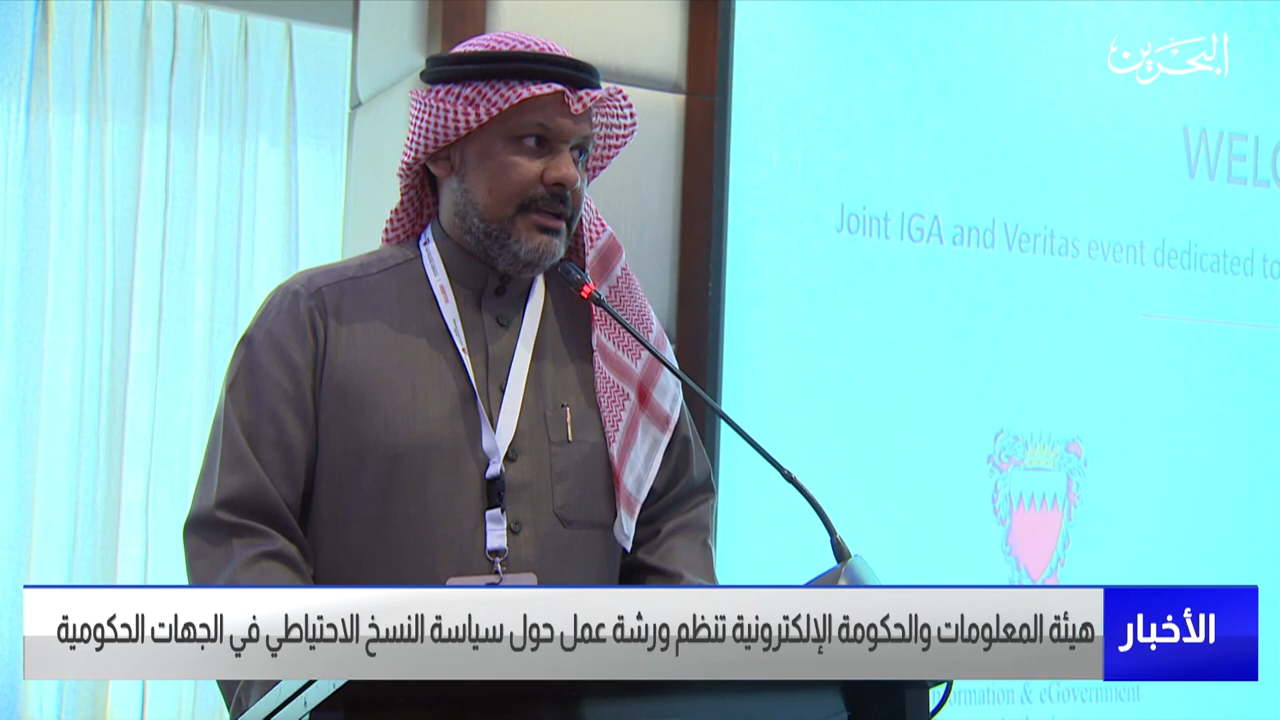 البحرين
WELC
Joint IGA and Veritas event dedicated to
الأخبار
هيئة المعلومات والحكومة الإلكترونية تنظم ورشة عمل حول سياسة النسخ الاحتياطي في الجهات الحكومية
ormation & eGovernment